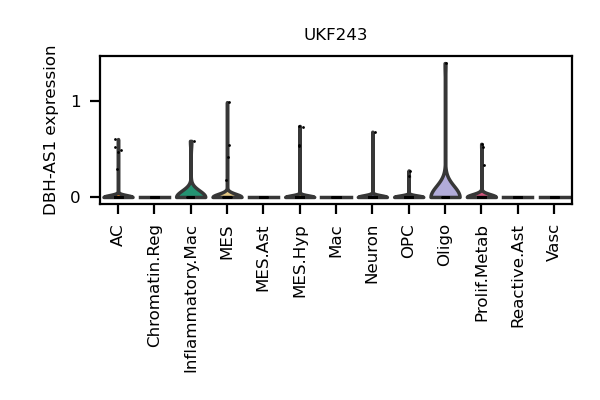 UKF243
DBH-AS1 expression
1
0
AC
Chromatin.Reg
Inflammatory.Mac
MES
MES.Ast
MES.Hyp
Mac
Neuron
OPC
Oligo
Prolif.Metab
Reactive.Ast
Vasc